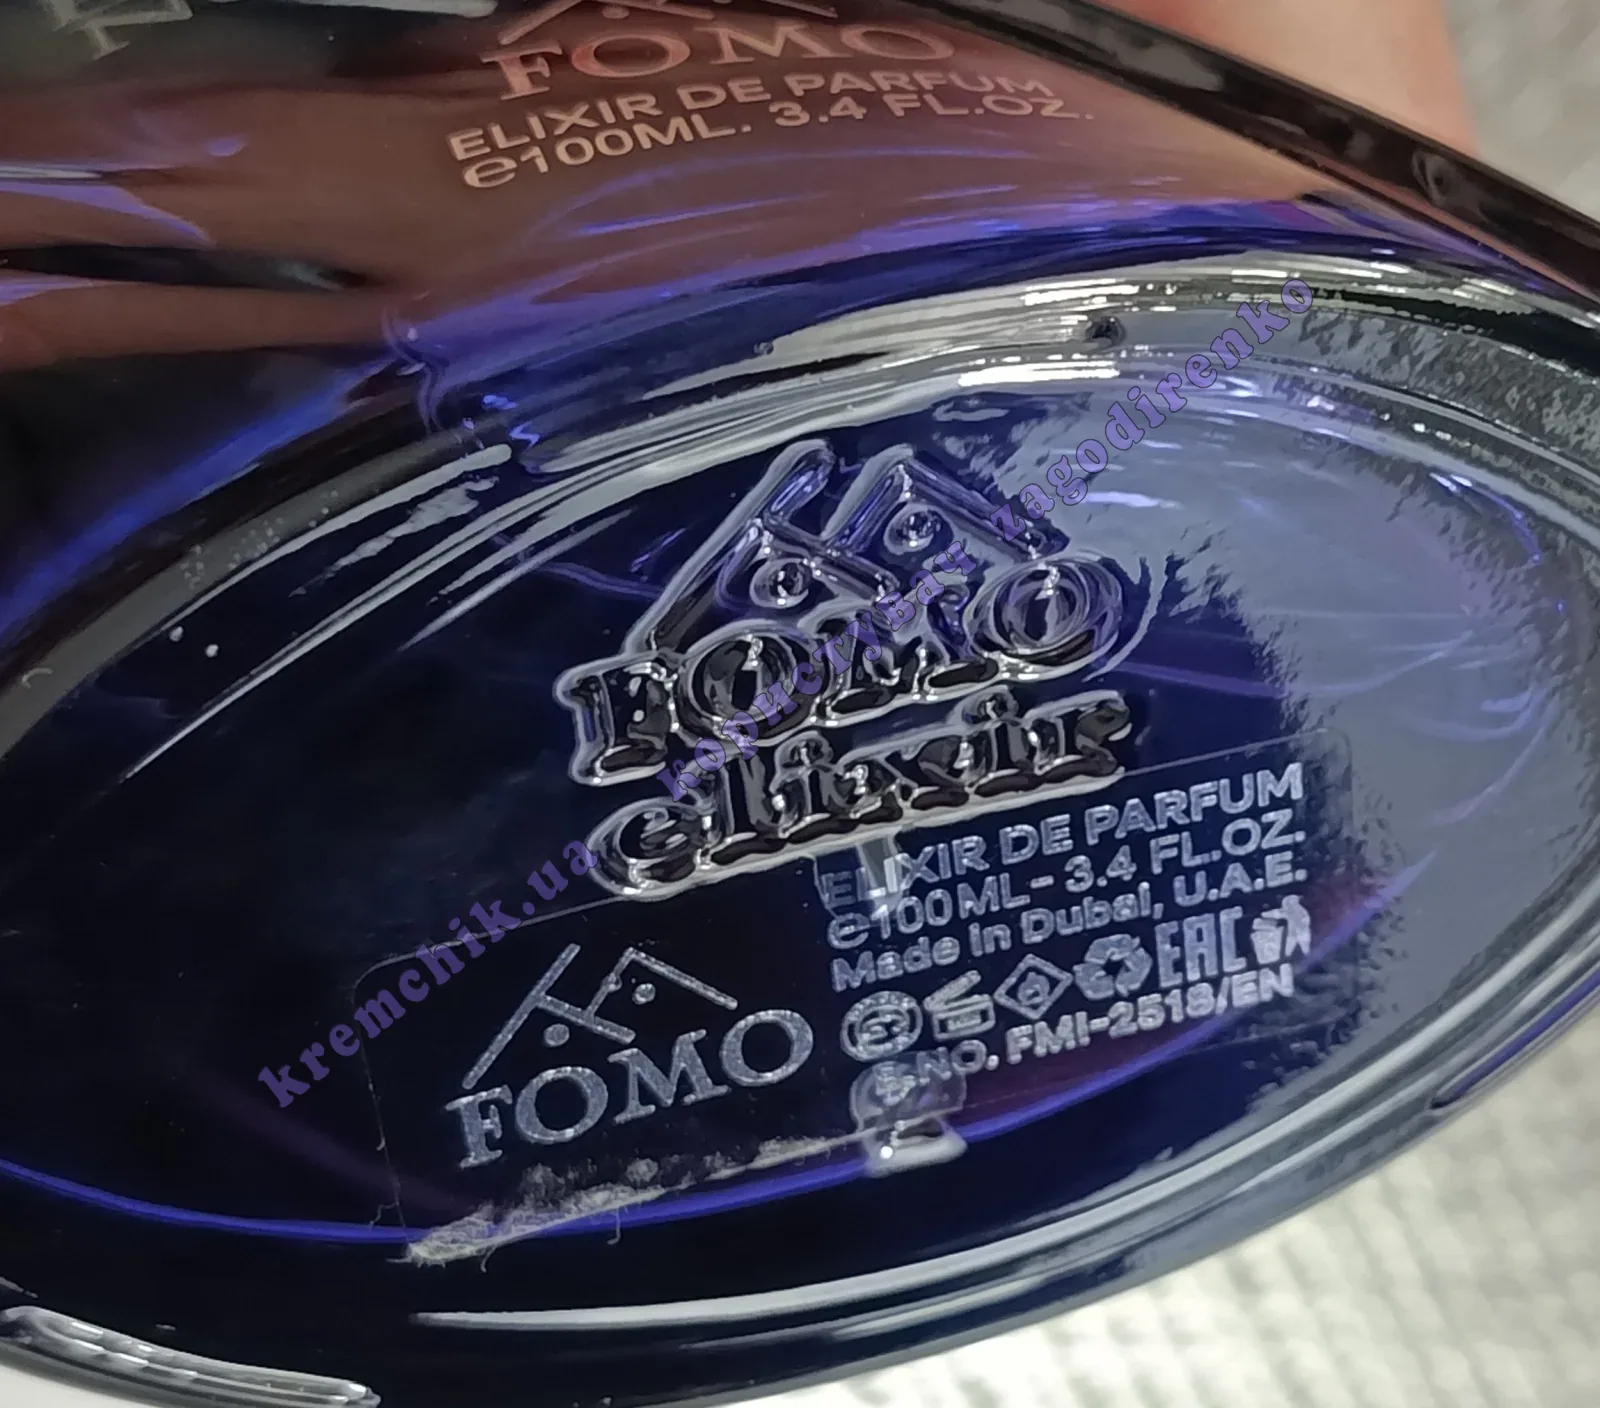 FOMO
ELIXIR DE PARFUM
℮100ML. 3.4 FL.OZ.
FOMO
elixir
ELIXIR DE PARFUM
℮100ML- 3.4 FL.OZ.
Made in Dubai, U.A.E.
EAC
S.NO. FMI-2518/EN
FOMO
kremchik.ua користувач zagodirenko